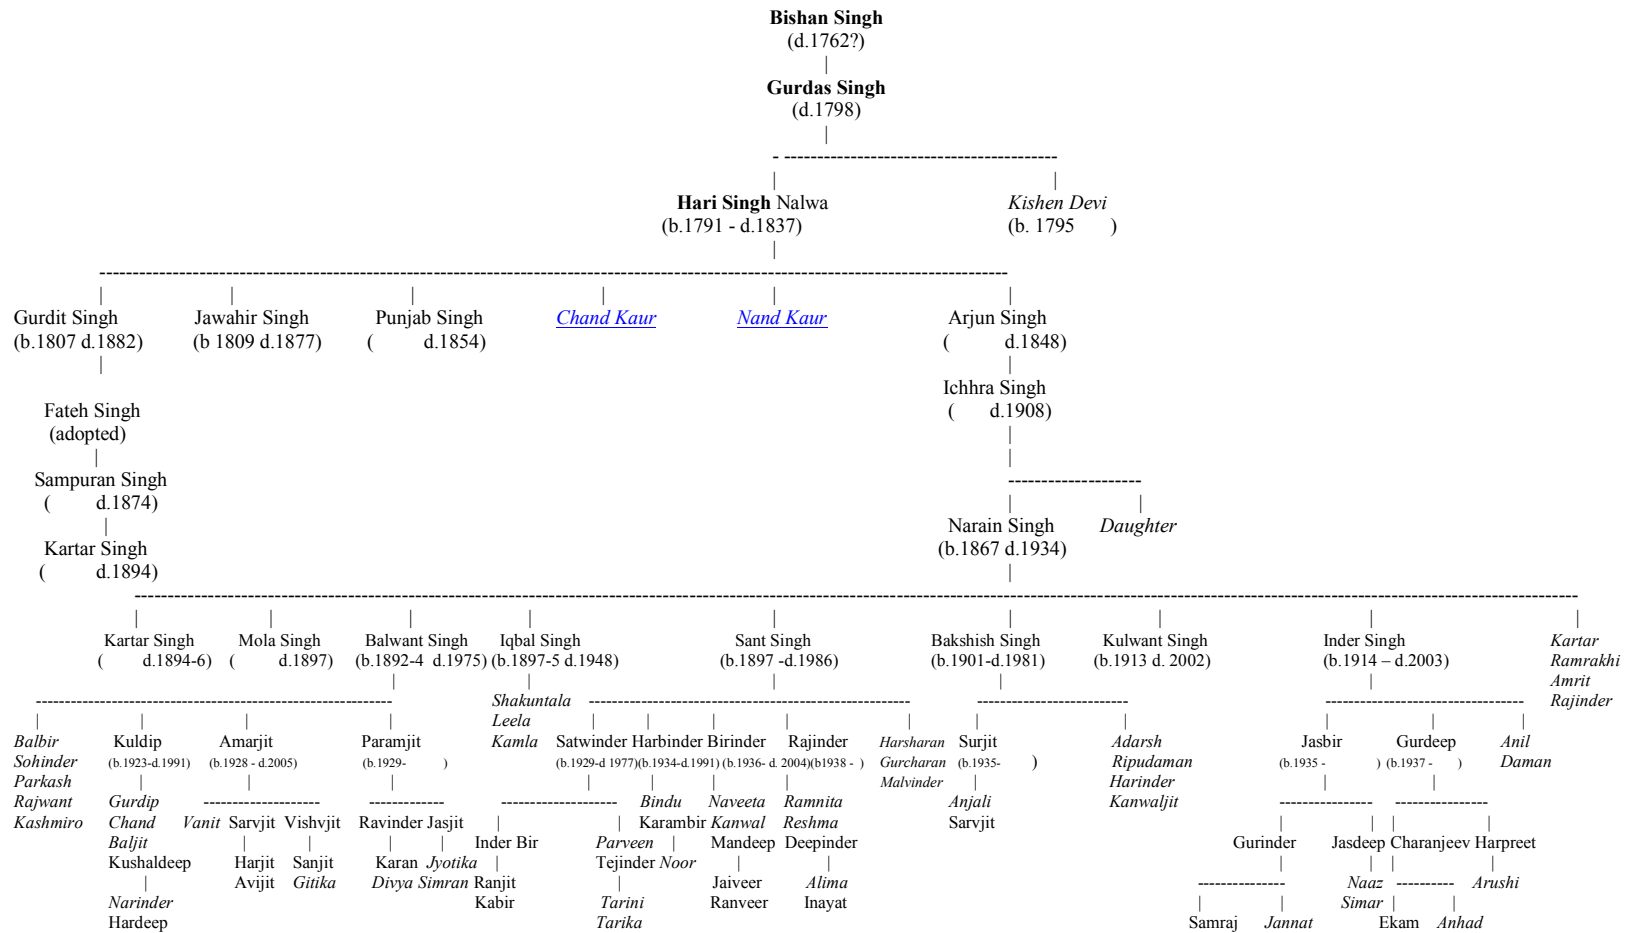 Bishan Singh
(d.1762?)
Gurdas Singh
(d.1798)
Hari Singh Nalwa Kishen Devi
(b.1791 - d.1837) (b. 1795 )
Gurdit Singh Jawahir Singh Punjab Singh Chand Kaur Nand Kaur Arjun Singh
(b.1807 d.1882) (b 1809 d.1877) ( d.1854) ( d.1848)
Ichhra Singh
( d.1908)
Fateh Singh
(adopted)
Sampuran Singh
( d.1874)
Narain Singh Daughter
(b.1867 d.1934)
Kartar Singh
( d.1894)
Kartar Singh Mola Singh Balwant Singh Iqbal Singh Sant Singh Bakshish Singh Kulwant Singh Inder Singh Kartar
( d.1894-6) ( d.1897) (b.1892-4 d.1975) (b.1897-5 d.1948) (b.1897 -d.1986) (b.1901-d.1981) (b.1913 d. 2002) (b.1914 – d.2003) Ramrakhi
Amrit
Shakuntala Rajinder
Leela
Balbir Kuldip Amarjit Paramjit Kamla Satwinder Harbinder Birinder Rajinder Harsharan Surjit Adarsh Jasbir Gurdeep Anil
Sohinder (b.1923-d.1991) (b.1928 - d.2005) (b.1929- ) (b.1929-d 1977)(b.1934-d.1991) (b.1936- d. 2004)(b1938 - ) Gurcharan (b.1935- ) Ripudaman (b.1935 - ) (b.1937 - ) Daman
Parkash Malvinder Harinder
Rajwant Gurdip Bindu Naveeta Ramnita Anjali Kanwaljit
Kashmiro Chand Vanit Sarvjit Vishvjit Ravinder Jasjit Karambir Kanwal Reshma Sarvjit
Baljit Inder Bir Parveen Mandeep Deepinder Gurinder Jasdeep Charanjeev Harpreet
Kushaldeep Harjit Sanjit Karan Jyotika Tejinder Noor
Avijit Gitika Divya Simran Ranjit Jaiveer Alima Naaz Arushi
Narinder Kabir Tarini Ranveer Inayat Simar
Hardeep Tarika Samraj Jannat Ekam Anhad